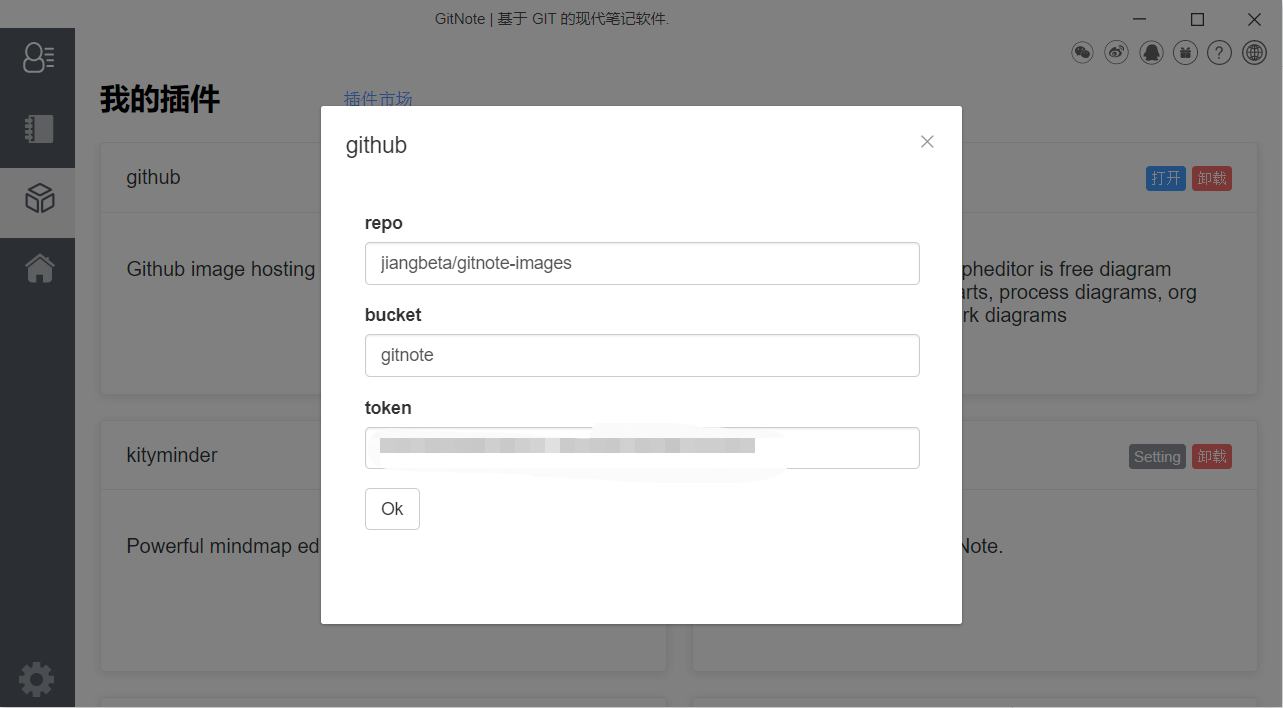 GitNote | 基于 GIT 的现代笔记软件.
我的插件
插件市场
github
打开 卸载
Github image hosting
pheditor is free diagram
arts, process diagrams, org
rk diagrams
github
repo
jiangbeta/gitnote-images
bucket
gitnote
token
Ok
kityminder
Setting 卸载
Powerful mindmap ed
Note.